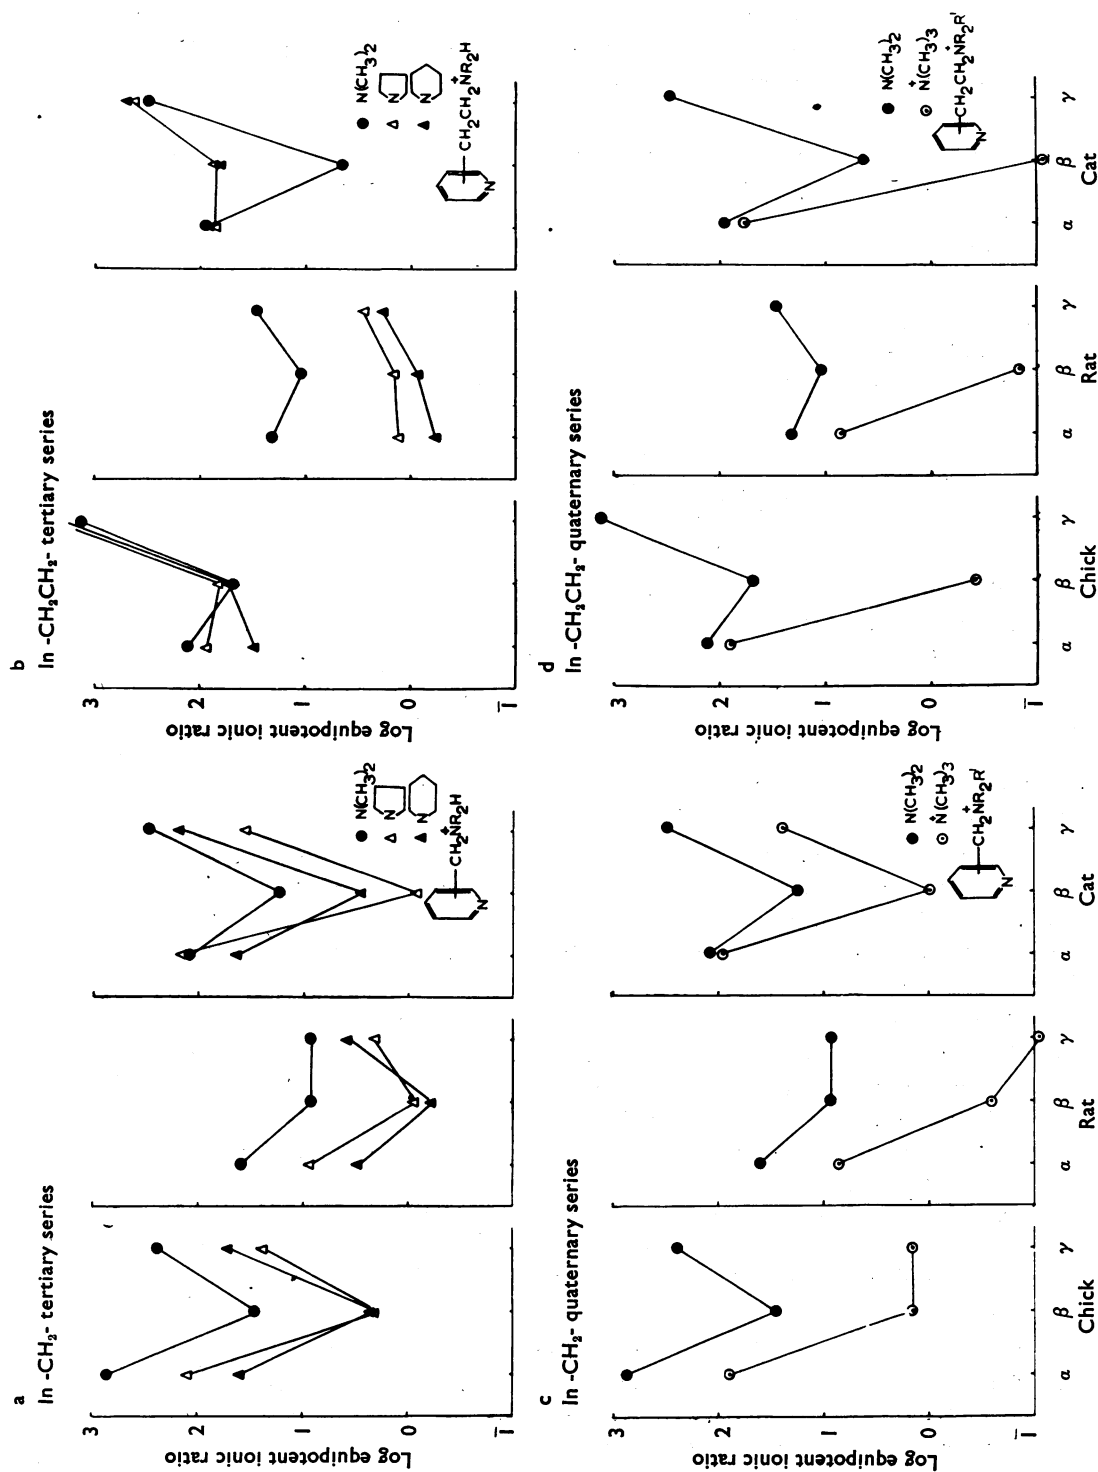 a
In -CH₂- tertiary series
Log equipotent ionic ratio
3
2
1
0
1̄
N(CH₃)₂
N
N
CH₂N⁺R₂H
N
b
In -CH₂CH₂- tertiary series
Log equipotent ionic ratio
3
2
1
0
1̄
N(CH₃)₂
N
N
CH₂CH₂N⁺R₂H
N
c
In -CH₂- quaternary series
Log equipotent ionic ratio
3
2
1
0
1̄
N(CH₃)₂
N⁺(CH₃)₃
CH₂N⁺R₂R'
N
α β γ α β γ α β γ
Chick Rat Cat
d
In -CH₂CH₂- quaternary series
Log equipotent ionic ratio
3
2
1
0
1̄
N(CH₃)₂
N⁺(CH₃)₃
CH₂CH₂N⁺R₂R'
N
α β γ α β γ α β γ
Chick Rat Cat